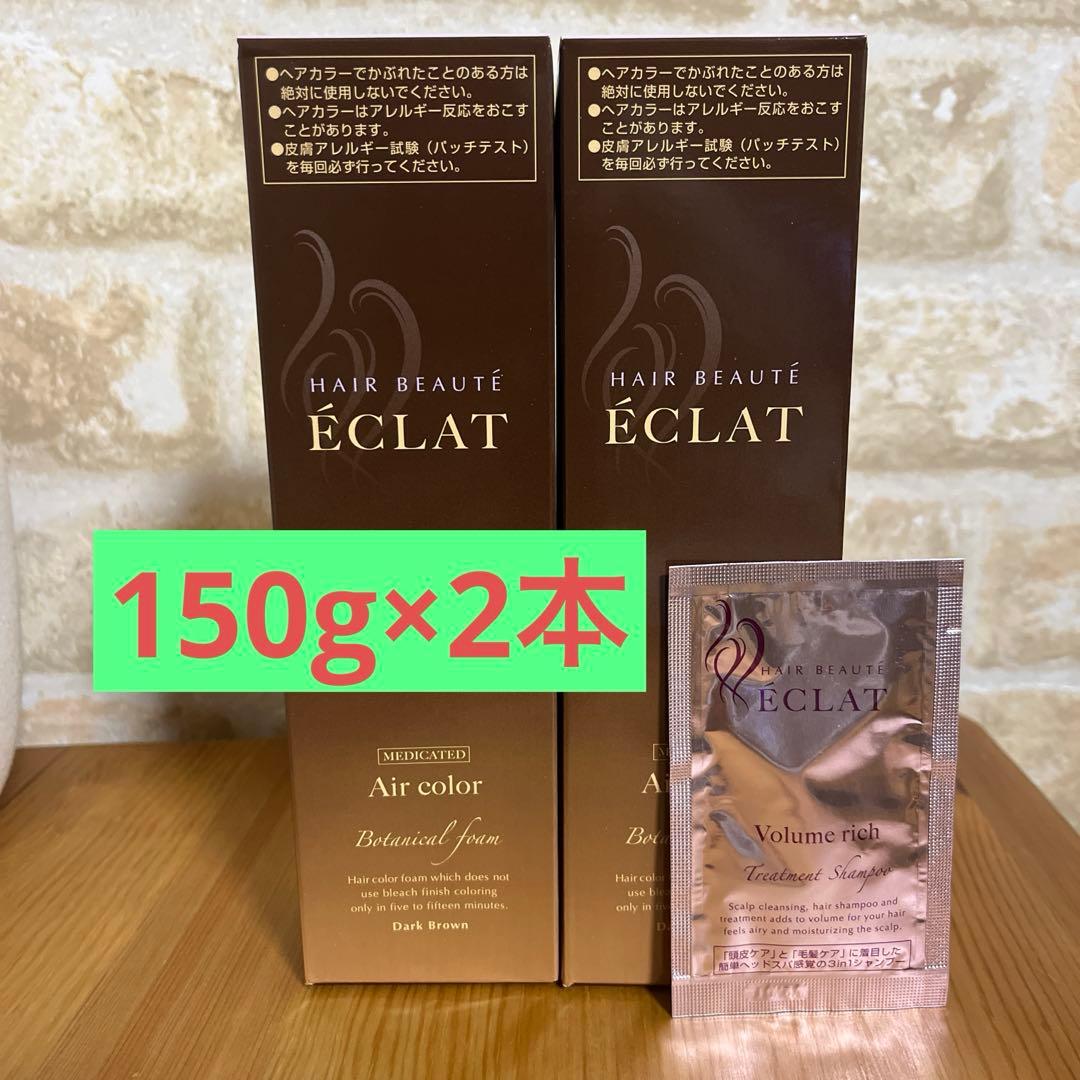 ●ヘアカラーでかぶれたことのある方は
絶対に使用しないでください。
●ヘアカラーはアレルギー反応をおこす
ことがあります。
●皮膚アレルギー試験（パッチテスト）
を毎回必ず行ってください。
HAIR BEAUTÉ
ÉCLAT
MEDICATED
Air color
Botanical foam
Hair color foam which does not
use bleach finish coloring
only in five to fifteen minutes.
Dark Brown
●ヘアカラーでかぶれたことのある方は
絶対に使用しないでください。
●ヘアカラーはアレルギー反応をおこす
ことがあります。
●皮膚アレルギー試験（パッチテスト）
を毎回必ず行ってください。
HAIR BEAUTÉ
ÉCLAT
Hair color
only in
150g×2本
HAIR BEAUTÉ
ÉCLAT
Volume rich
Treatment Shampoo
Scalp cleansing, hair shampoo and
treatment adds to volume for your hair
feels airy and moisturizing the scalp.
「頭皮ケア」と「毛髪ケア」に着目した
簡単ヘッドスパ感覚の3in1シャンプー